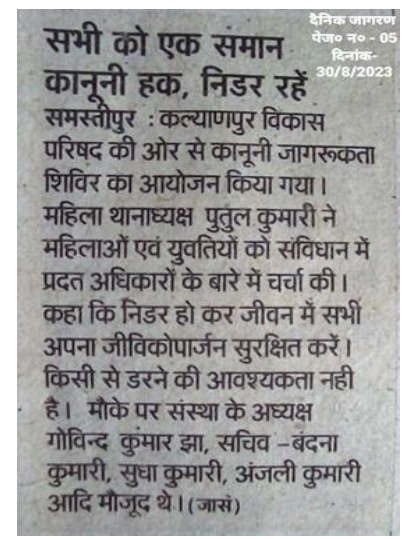 दैनिक जागरण
पेज० न० - 05
दिनांक-
30/8/2023
सभी को एक समान
कानूनी हक, निडर रहें
समस्तीपुर : कल्याणपुर विकास
परिषद की ओर से कानूनी जागरूकता
शिविर का आयोजन किया गया।
महिला थानाध्यक्ष पुतुल कुमारी ने
महिलाओं एवं युवतियों को संविधान में
प्रदत अधिकारों के बारे में चर्चा की।
कहा कि निडर हो कर जीवन में सभी
अपना जीविकोपार्जन सुरक्षित करें।
किसी से डरने की आवश्यकता नही
है। मौके पर संस्था के अध्यक्ष
गोविन्द कुमार झा, सचिव -बंदना
कुमारी, सुधा कुमारी, अंजली कुमारी
आदि मौजूद थे।(जासं)